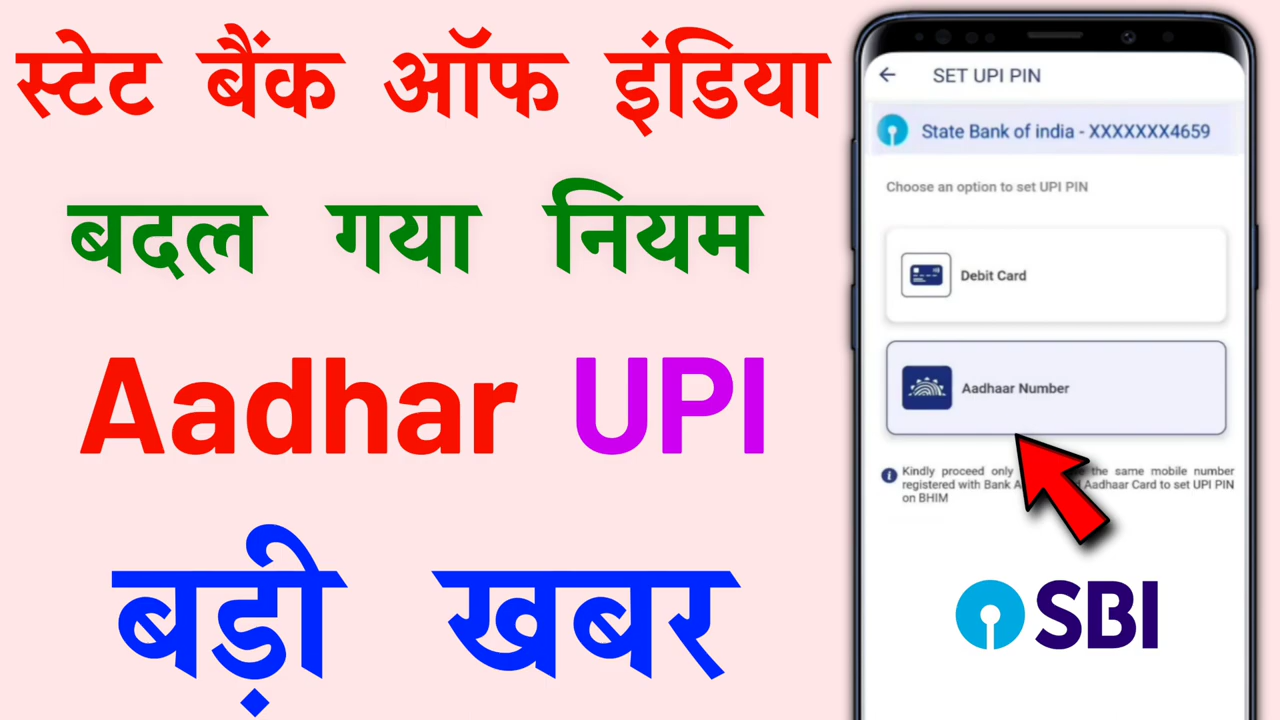 स्टेट बैंक ऑफ इंडिया
बदल गया नियम
Aadhar UPI
बड़ी खबर
SET UPI PIN
State Bank of india - XXXXXXX4659
Choose an option to set UPI PIN
Debit Card
Aadhaar Number
Kindly proceed only the same mobile number
registered with Bank Aadhaar Card to set UPI PIN
on BHIM
SBI